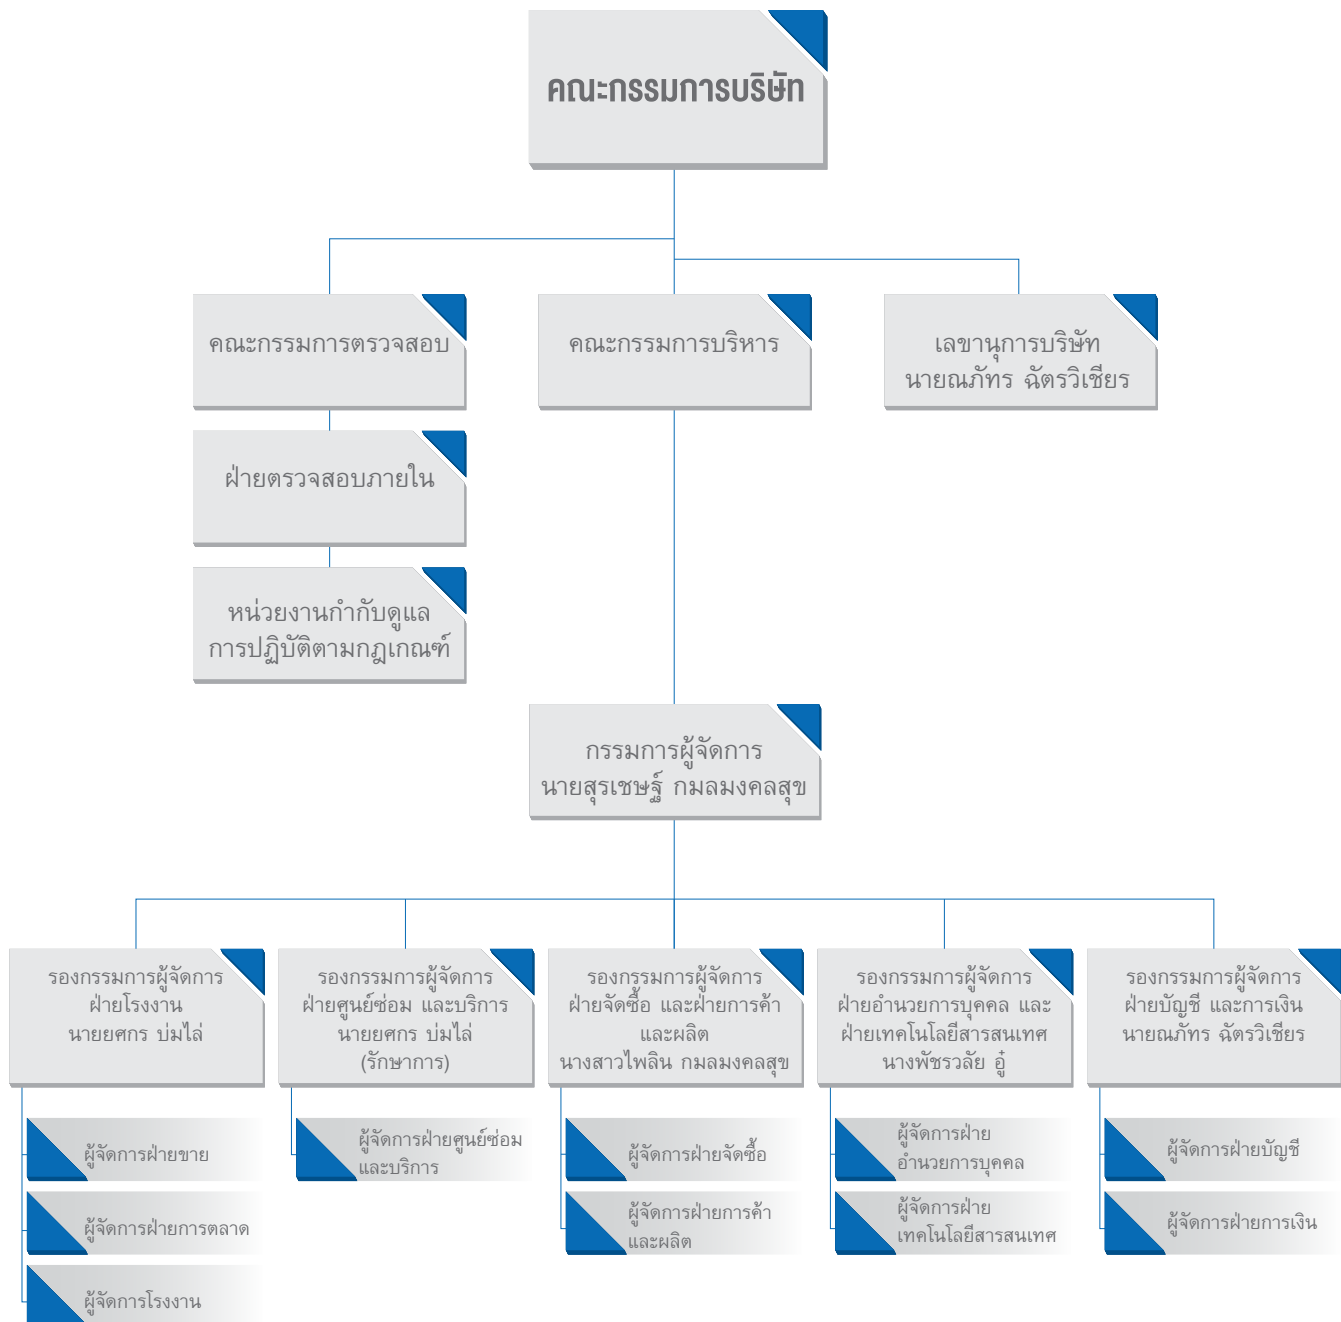 คณะกรรมการบริษัท
คณะกรรมการตรวจสอบ
คณะกรรมการบริหาร
เลขานุการบริษัท
นายณภัทร ฉัตรวิเชียร
ฝ่ายตรวจสอบภายใน
หน่วยงานกำกับดูแล
การปฏิบัติตามกฎเกณฑ์
กรรมการผู้จัดการ
นายสุรเชษฐ์ กมลมงคลสุข
รองกรรมการผู้จัดการ
ฝ่ายโรงงาน
นายยศกร บ่มไล่
รองกรรมการผู้จัดการ
ฝ่ายศูนย์ซ่อม และบริการ
นายยศกร บ่มไล่
(รักษาการ)
รองกรรมการผู้จัดการ
ฝ่ายจัดซื้อ และฝ่ายการค้า
และผลิต
นางสาวไพลิน กมลมงคลสุข
รองกรรมการผู้จัดการ
ฝ่ายอำนวยการบุคคล และ
ฝ่ายเทคโนโลยีสารสนเทศ
นางพัชรวลัย อู๋
รองกรรมการผู้จัดการ
ฝ่ายบัญชี และการเงิน
นายณภัทร ฉัตรวิเชียร
ผู้จัดการฝ่ายขาย
ผู้จัดการฝ่ายการตลาด
ผู้จัดการโรงงาน
ผู้จัดการฝ่ายศูนย์ซ่อม
และบริการ
ผู้จัดการฝ่ายจัดซื้อ
ผู้จัดการฝ่ายการค้า
และผลิต
ผู้จัดการฝ่าย
อำนวยการบุคคล
ผู้จัดการฝ่าย
เทคโนโลยีสารสนเทศ
ผู้จัดการฝ่ายบัญชี
ผู้จัดการฝ่ายการเงิน